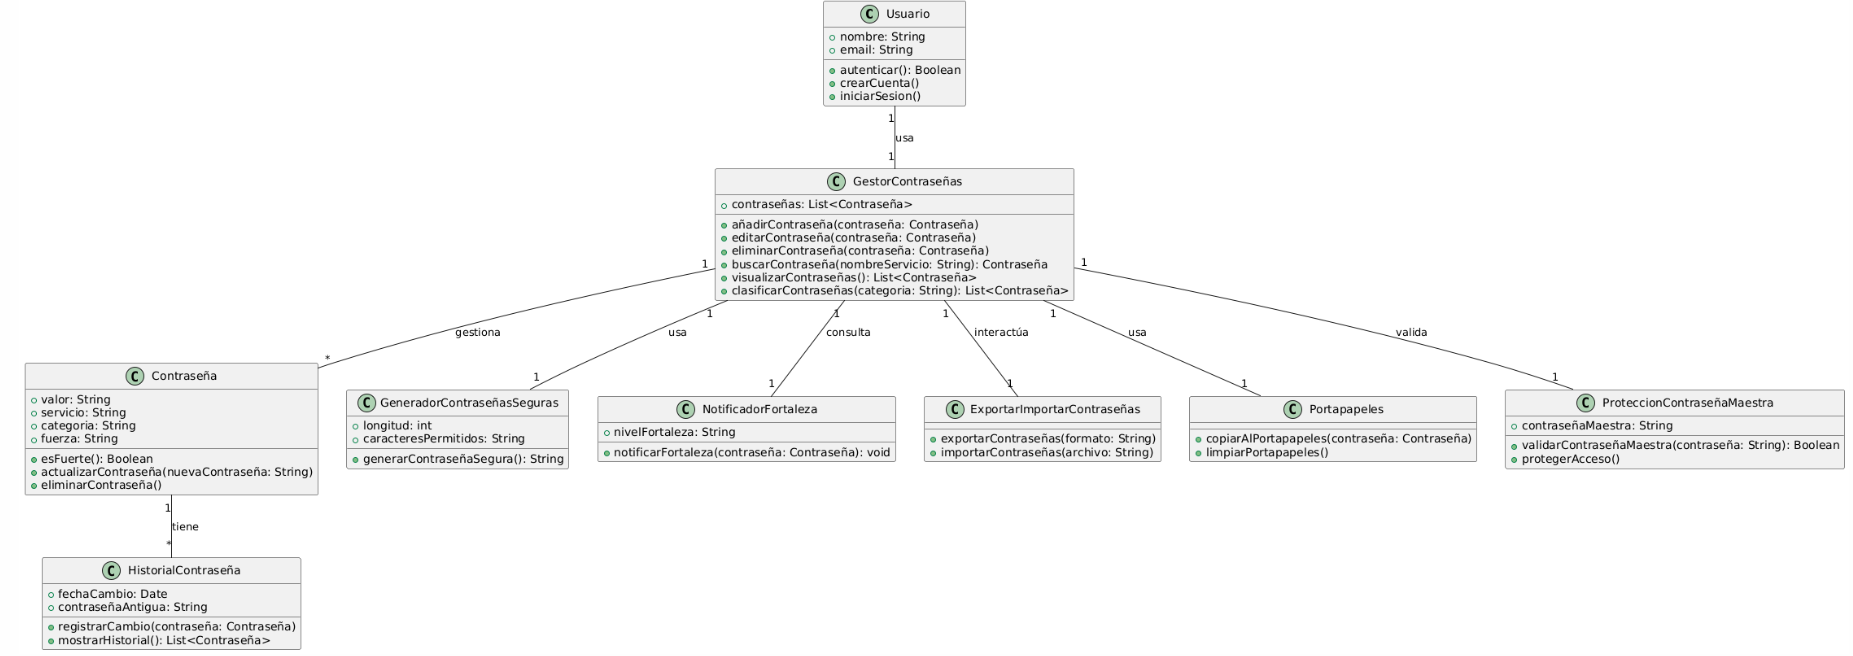 C Usuario
nombre: String
email: String
autenticar(): Boolean
crearCuenta()
iniciarSesion()
1
usa
1
C GestorContraseñas
contraseñas: List<Contraseña>
añadirContraseña(contraseña: Contraseña)
editarContraseña(contraseña: Contraseña)
eliminarContraseña(contraseña: Contraseña)
buscarContraseña(nombreServicio: String): Contraseña
visualizarContraseñas(): List<Contraseña>
clasificarContraseñas(categoria: String): List<Contraseña>
1
gestiona
*
1
usa
1
1
consulta
1
1
interactúa
1
1
usa
1
1
valida
1
C Contraseña
valor: String
servicio: String
categoria: String
fuerza: String
esFuerte(): Boolean
actualizarContraseña(nuevaContraseña: String)
eliminarContraseña()
C GeneradorContraseñasSeguras
longitud: int
caracteresPermitidos: String
generarContraseñaSegura(): String
C NotificadorFortaleza
nivelFortaleza: String
notificarFortaleza(contraseña: Contraseña): void
C ExportarImportarContraseñas
exportarContraseñas(formato: String)
importarContraseñas(archivo: String)
C Portapapeles
copiarAlPortapapeles(contraseña: Contraseña)
limpiarPortapapeles()
C ProteccionContraseñaMaestra
contraseñaMaestra: String
validarContraseñaMaestra(contraseña: String): Boolean
protegerAcceso()
1
tiene
*
C HistorialContraseña
fechaCambio: Date
contraseñaAntigua: String
registrarCambio(contraseña: Contraseña)
mostrarHistorial(): List<Contraseña>